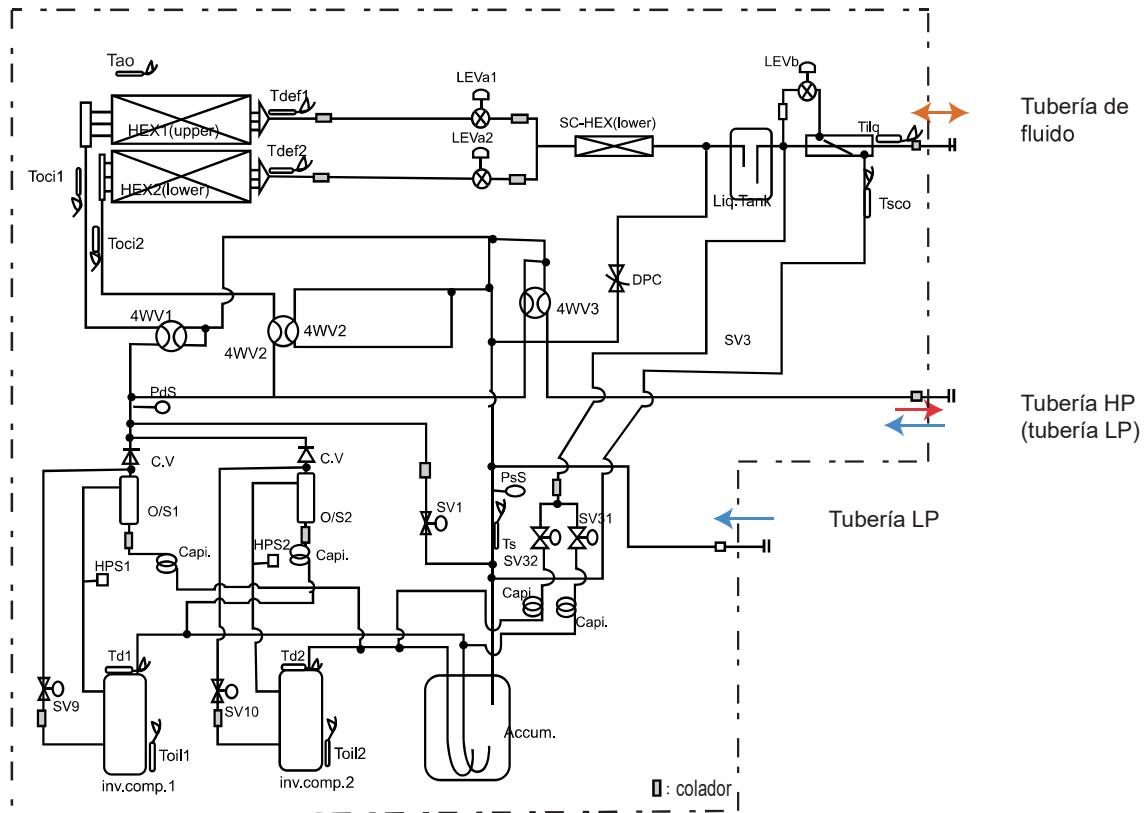 Tao
LEVa1
LEVb
Tdef1
HEX1(upper)
SC-HEX(lower)
Tilq
Tubería de
fluido
LEVa2
Tdef2
Toci1
HEX2(lower)
Liq.Tank
Tsco
Toci2
DPC
4WV3
4WV1
4WV2
4WV2
SV3
PdS
Tubería HP
(tubería LP)
C.V
C.V
PsS
O/S1
O/S2
SV1
SV31
Tubería LP
Ts
HPS1
Capi.
HPS2
Capi.
SV32
Capi.
Capi.
Td1
Td2
SV9
SV10
Accum.
Toil1
Toil2
inv.comp.1
inv.comp.2
: colador